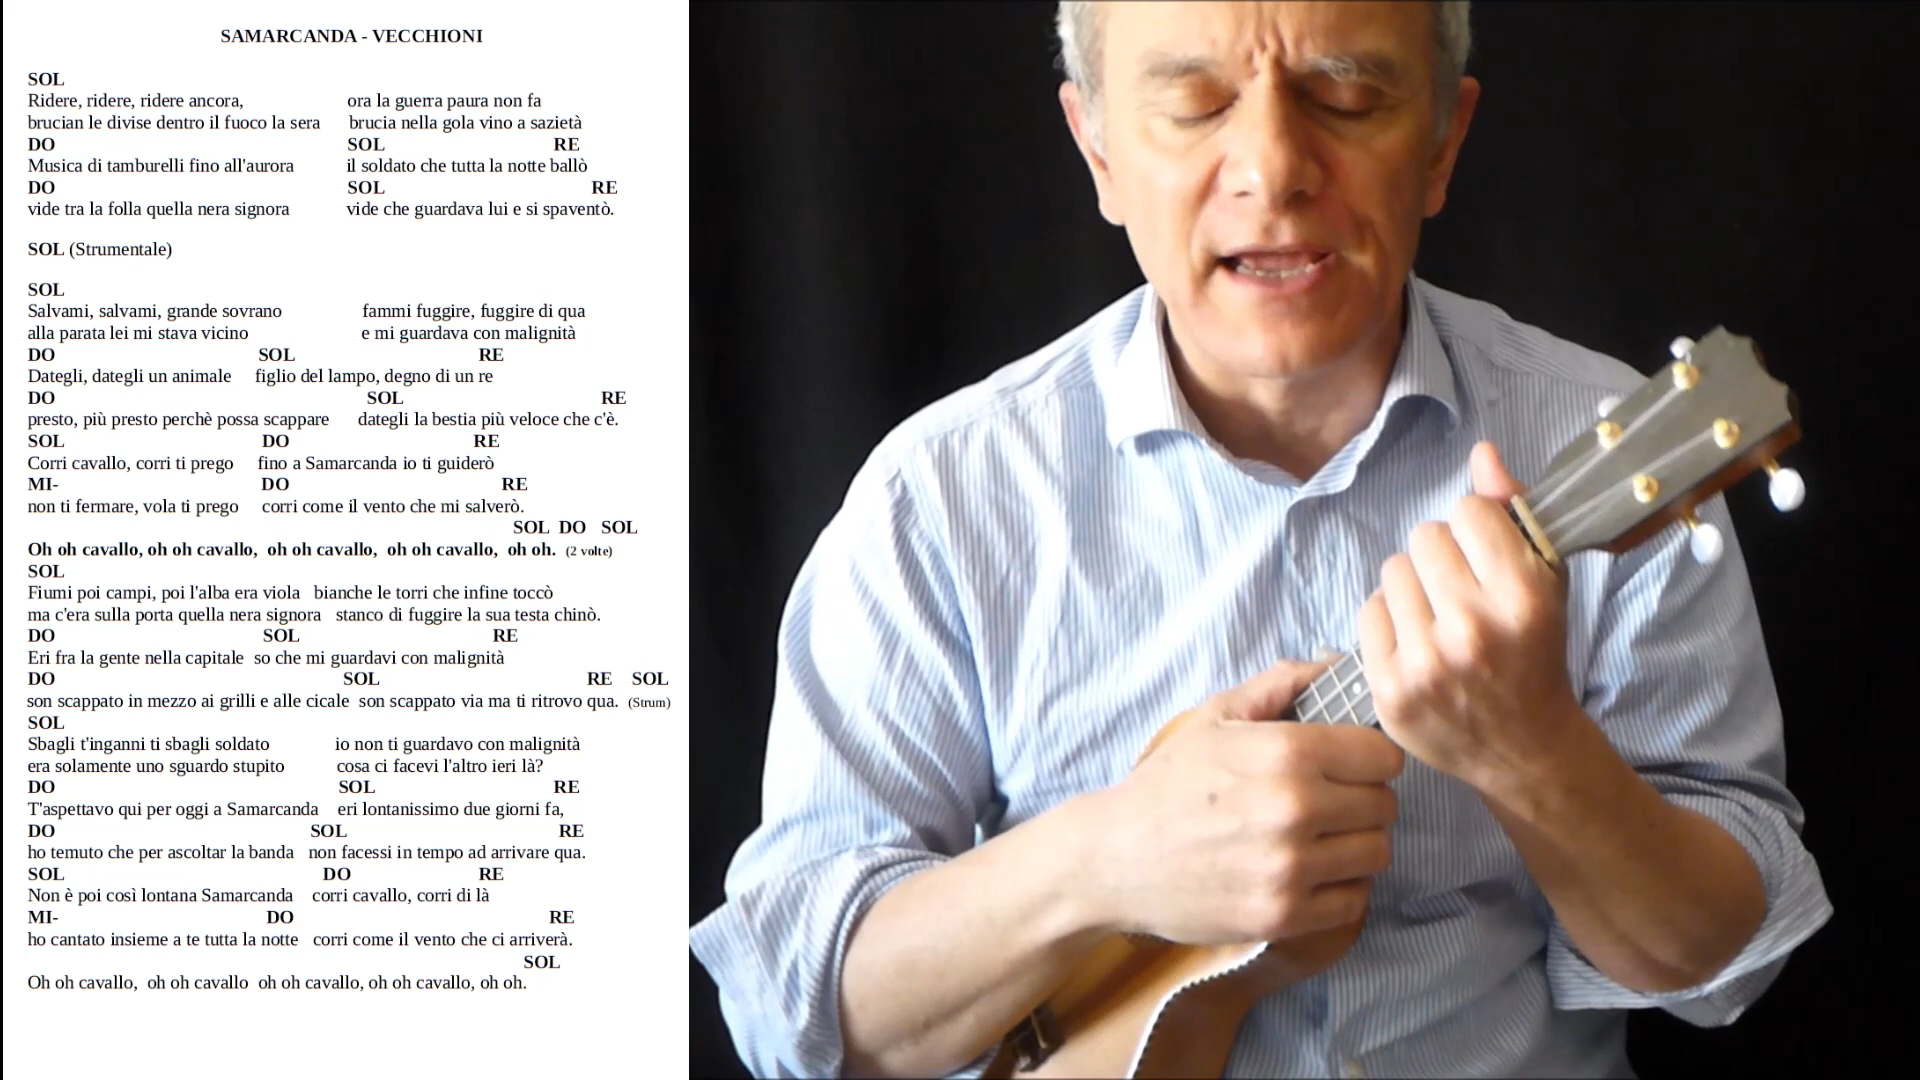 SAMARCANDA - VECCHIONI
SOL
Ridere, ridere, ridere ancora, ora la guerra paura non fa
brucian le divise dentro il fuoco la sera brucia nella gola vino a sazietà
DO SOL RE
Musica di tamburelli fino all'aurora il soldato che tutta la notte ballò
DO SOL RE
vide tra la folla quella nera signora vide che guardava lui e si spaventò.
SOL (Strumentale)
SOL
Salvami, salvami, grande sovrano fammi fuggire, fuggire di qua
alla parata lei mi stava vicino e mi guardava con malignità
DO SOL RE
Dategli, dategli un animale figlio del lampo, degno di un re
DO SOL RE
presto, più presto perchè possa scappare dategli la bestia più veloce che c'è.
SOL DO RE
Corri cavallo, corri ti prego fino a Samarcanda io ti guiderò
MI- DO RE
non ti fermare, vola ti prego corri come il vento che mi salverò.
SOL DO SOL
Oh oh cavallo, oh oh cavallo, oh oh cavallo, oh oh cavallo, oh oh. (2 volte)
SOL
Fiumi poi campi, poi l'alba era viola bianche le torri che infine toccò
ma c'era sulla porta quella nera signora stanco di fuggire la sua testa chinò.
DO SOL RE
Eri fra la gente nella capitale so che mi guardavi con malignità
DO SOL RE SOL
son scappato in mezzo ai grilli e alle cicale son scappato via ma ti ritrovo qua. (Strum)
SOL
Sbagli t'inganni ti sbagli soldato io non ti guardavo con malignità
era solamente uno sguardo stupito cosa ci facevi l'altro ieri là?
DO SOL RE
T'aspettavo qui per oggi a Samarcanda eri lontanissimo due giorni fa,
DO SOL RE
ho temuto che per ascoltar la banda non facessi in tempo ad arrivare qua.
SOL DO RE
Non è poi così lontana Samarcanda corri cavallo, corri di là
MI- DO RE
ho cantato insieme a te tutta la notte corri come il vento che ci arriverà.
SOL
Oh oh cavallo, oh oh cavallo oh oh cavallo, oh oh cavallo, oh oh.